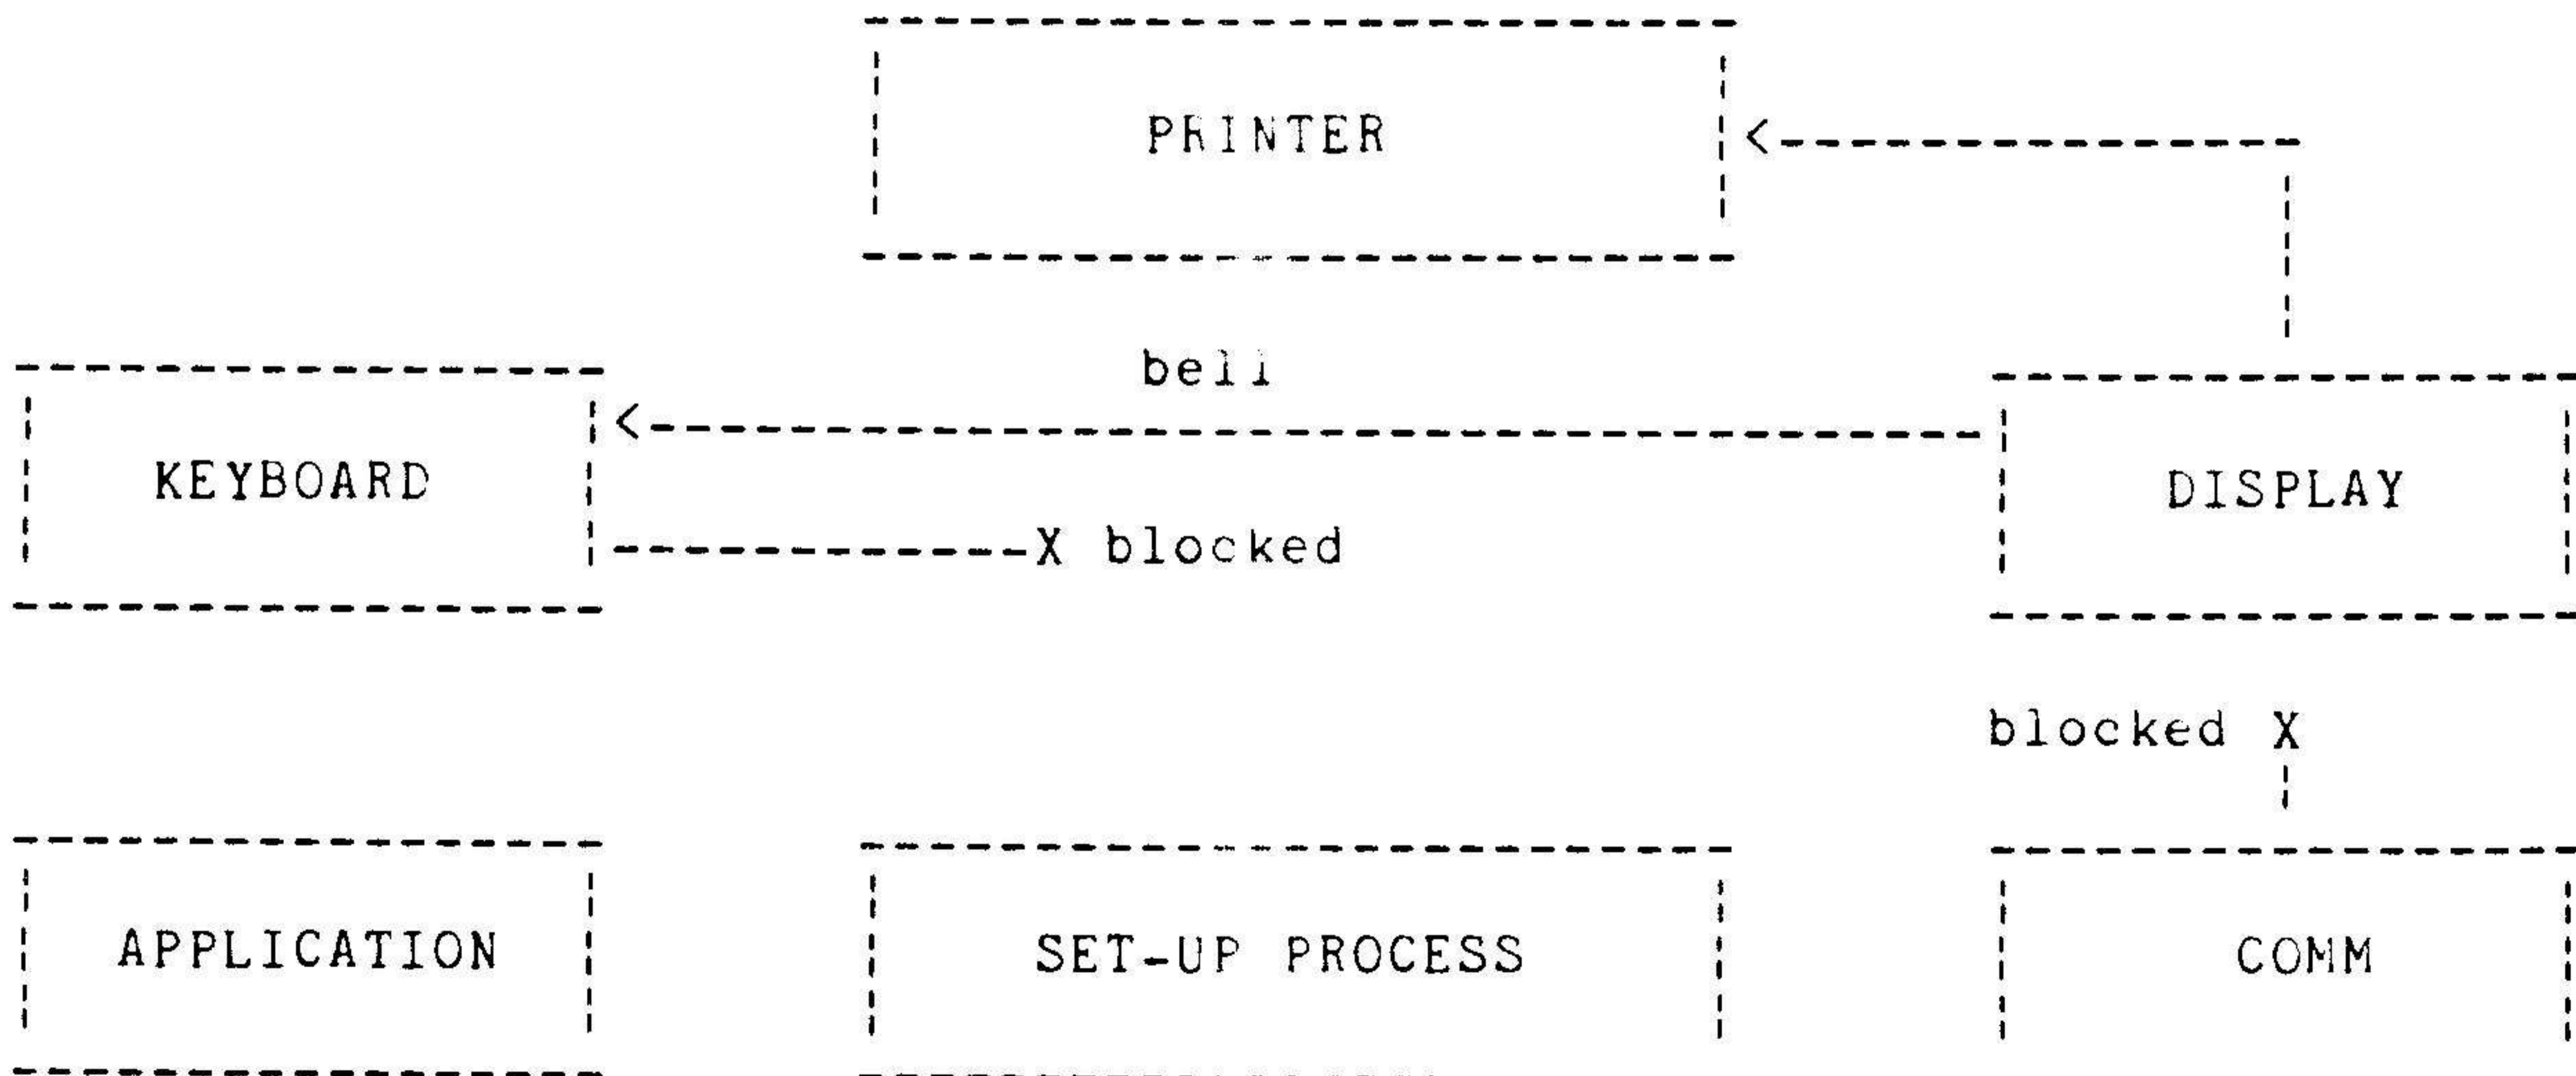 PRINTER
bell
KEYBOARD
DISPLAY
X blocked
blocked X
APPLICATION
SET-UP PROCESS
COMM